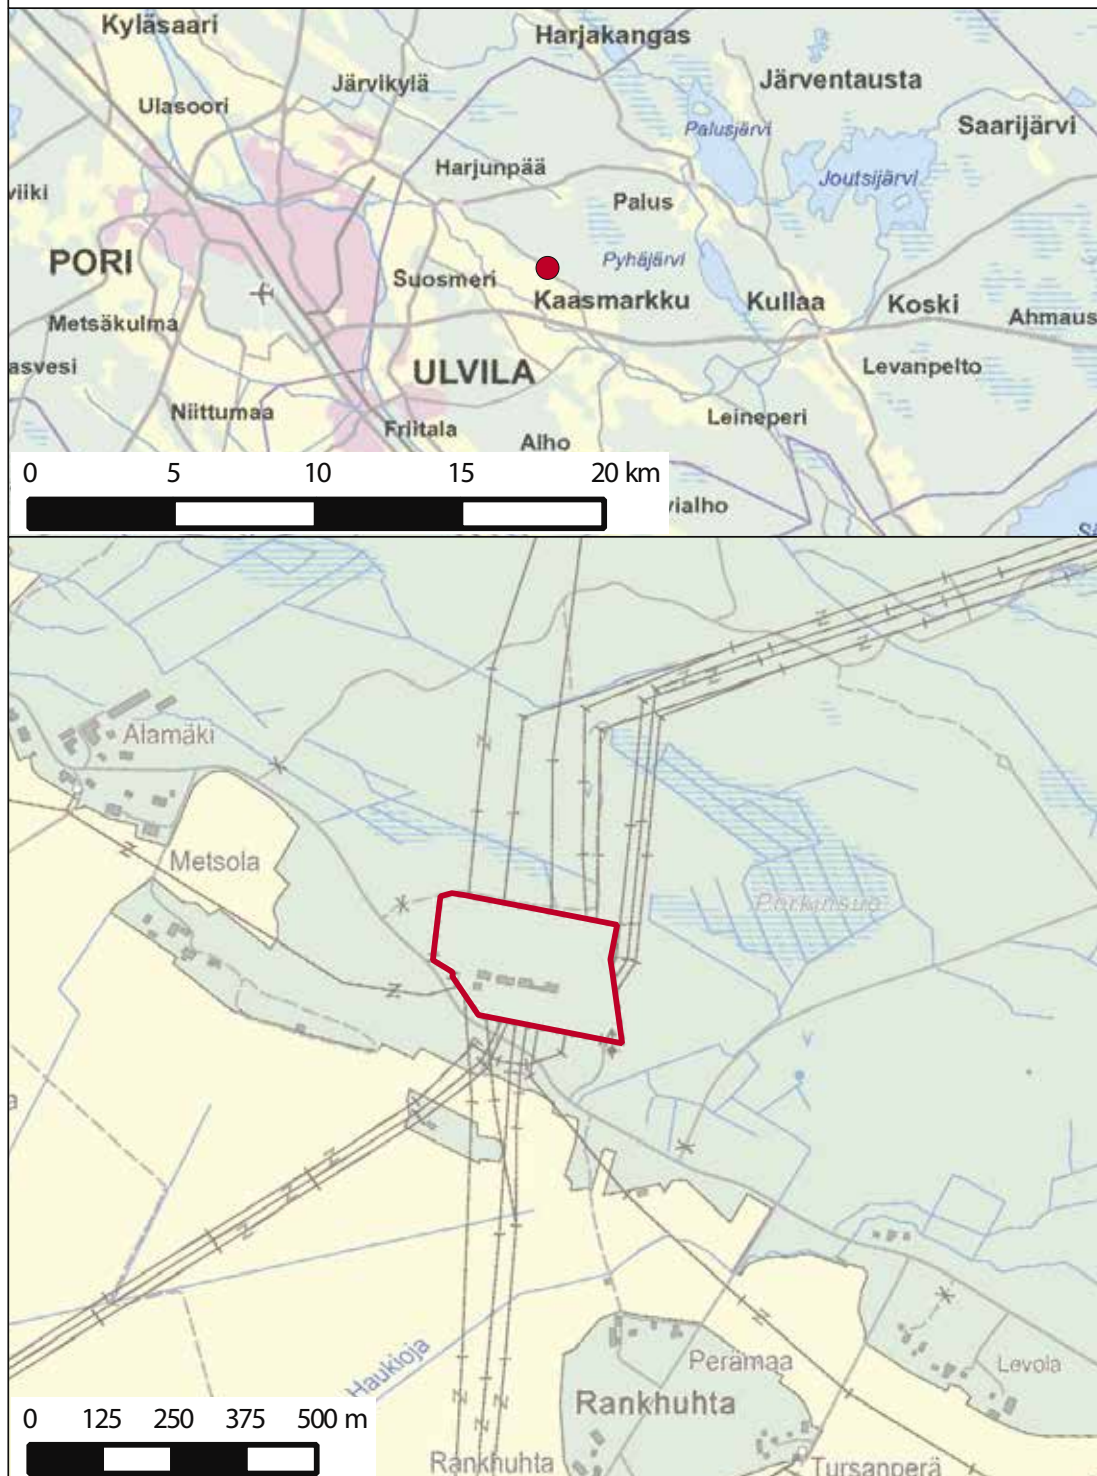 Kyläsaari
Harjakangas
Järvikylä
Järventausta
Ulasoori
Palusjärvi
Saarijärvi
Harjunpää
Joutsijärvi
viiki
Palus
PORI
Pyhäjärvi
Suosmeri
Kaasmarkku
Kullaa
Koski
Metsäkulma
Ahmaus
asvesi
ULVILA
Levanpelto
Niittumaa
Leineperi
Friitala
Alho
0 5 10 15 20 km
vialho
Alamäki
Metsola
Porkinsuo
V
a
Haukioja
Perämaa
Levola
Rankhuhta
0 125 250 375 500 m
Rankhuhta
Tursanperä